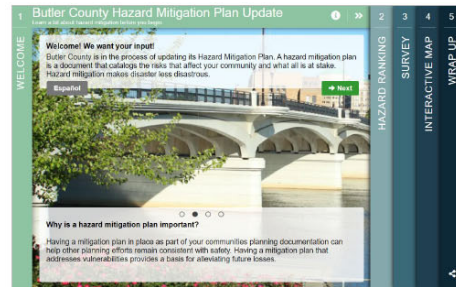 1 Butler County Hazard Mitigation Plan Update
Learn a bit about hazard mitigation before you begin.
WELCOME
Welcome! We want your input!
Butler County is in the process of updating its Hazard Mitigation Plan. A hazard mitigation plan
is a document that catalogs the risks that affect your community and what all is at stake.
Hazard mitigation makes disaster less disastrous.
Español
→ Next
Why is a hazard mitigation plan important?
Having a mitigation plan in place as part of your communities planning documentation can
help other planning efforts remain consistent with safety. Having a mitigation plan that
addresses vulnerabilities provides a basis for alleviating future losses.
2
HAZARD RANKING
3
SURVEY
4
INTERACTIVE MAP
5
WRAP UP